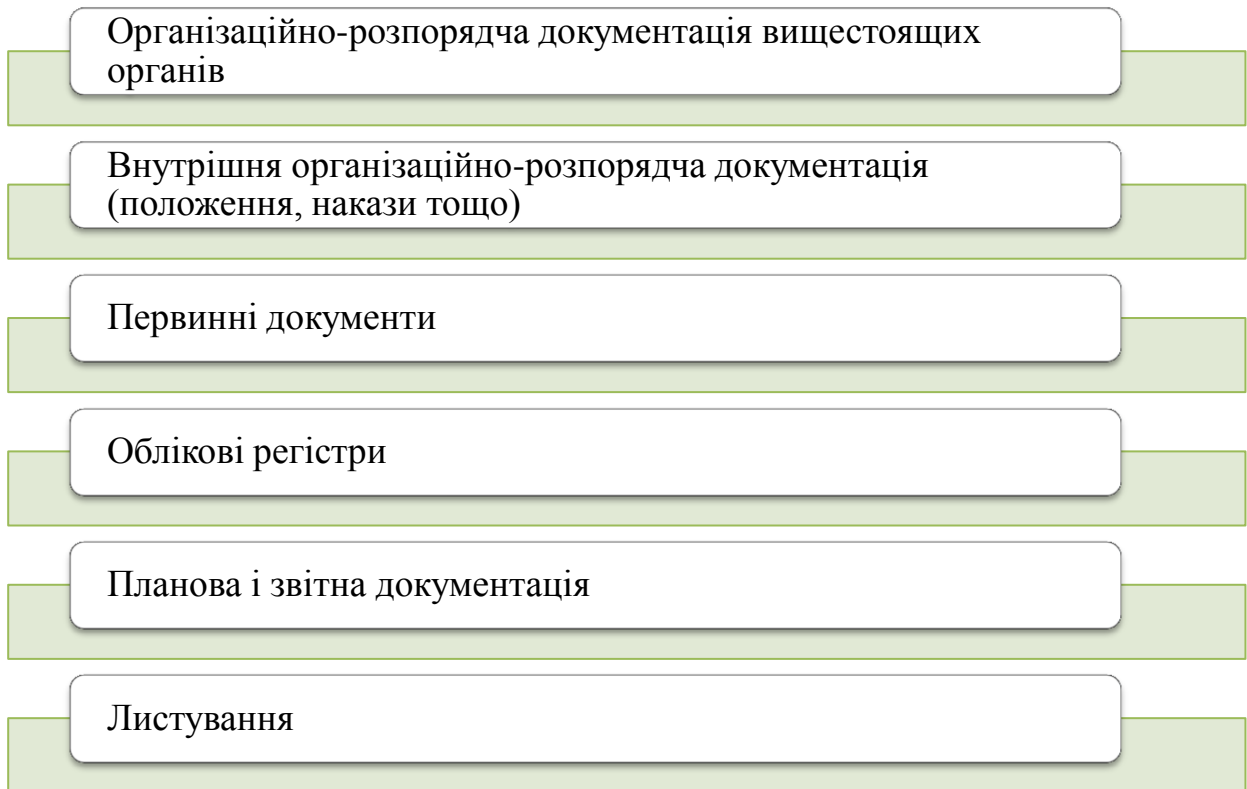 Організаційно-розпорядча документація вищестоящих
органів
Внутрішня організаційно-розпорядча документація
(положення, накази тощо)
Первинні документи
Облікові регістри
Планова і звітна документація
Листування